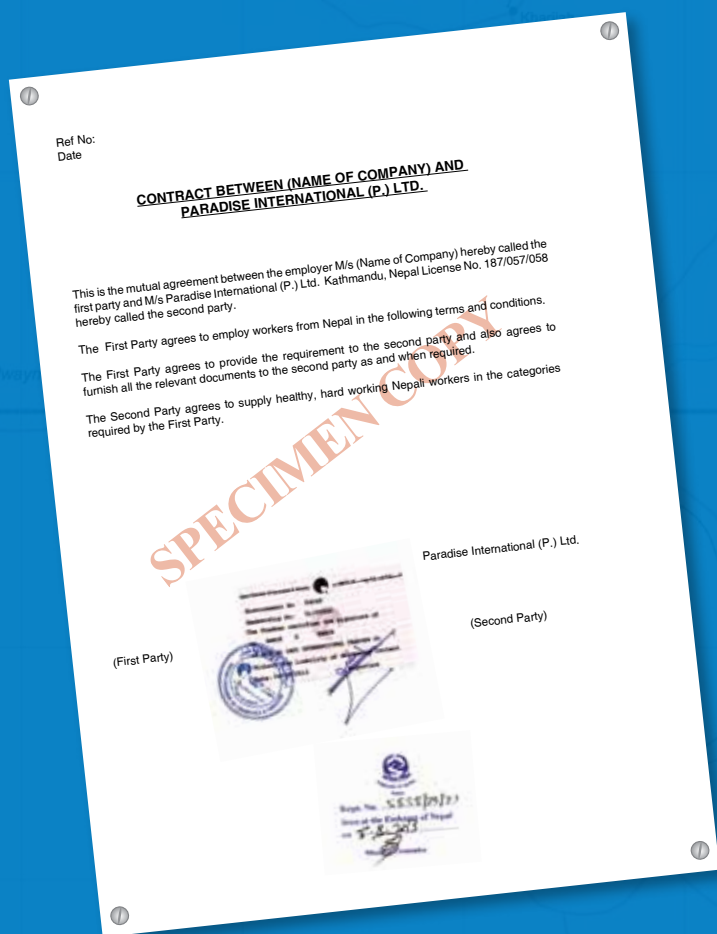 Ref No:
Date
CONTRACT BETWEEN (NAME OF COMPANY) AND
PARADISE INTERNATIONAL (P.) LTD.
This is the mutual agreement between the employer M/s (Name of Company) hereby called the
first party and M/s Paradise International (P.) Ltd. Kathmandu, Nepal License No. 187/057/058
hereby called the second party.
The First Party agrees to employ workers from Nepal in the following terms and conditions.
The First Party agrees to provide the requirement to the second party and also agrees to
furnish all the relevant documents to the second party as and when required.
The Second Party agrees to supply healthy, hard working Nepali workers in the categories
required by the First Party.
SPECIMEN COPY
Paradise International (P.) Ltd.
(First Party)
(Second Party)
at the Embassy of Nepal